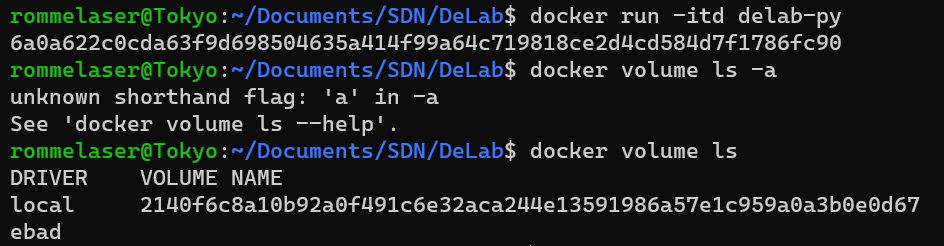 rommelaser@Tokyo:~/Documents/SDN/DeLab$ docker run -itd delab-py
6a0a622c0cda63f9d698504635a414f99a64c719818ce2d4cd584d7f1786fc90
rommelaser@Tokyo:~/Documents/SDN/DeLab$ docker volume ls -a
unknown shorthand flag: 'a' in -a
See 'docker volume ls --help'.
rommelaser@Tokyo:~/Documents/SDN/DeLab$ docker volume ls
DRIVER    VOLUME NAME
local     2140f6c8a10b92a0f491c6e32aca244e13591986a57e1c959a0a3b0e0d67
ebad